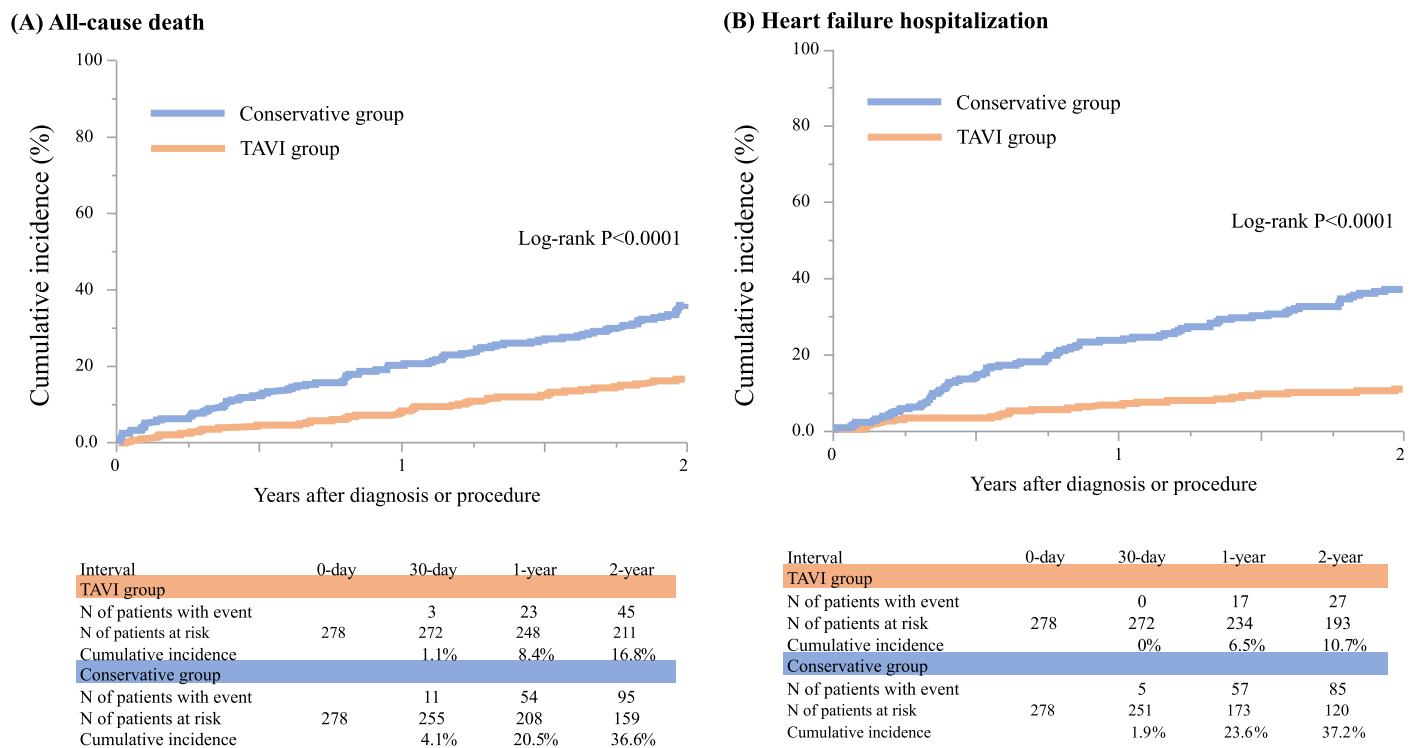 (A) All-cause death
100
80
60
40
20
0.0
Cumulative incidence (%)
Conservative group
TAVI group
Log-rank P<0.0001
0
1
2
Years after diagnosis or procedure
Interval 0-day 30-day 1-year 2-year
TAVI group
N of patients with event 3 23 45
N of patients at risk 278 272 248 211
Cumulative incidence 1.1% 8.4% 16.8%
Conservative group
N of patients with event 11 54 95
N of patients at risk 278 255 208 159
Cumulative incidence 4.1% 20.5% 36.6%
(B) Heart failure hospitalization
100
80
60
40
20
0.0
Cumulative incidence (%)
Conservative group
TAVI group
Log-rank P<0.0001
0
1
2
Years after diagnosis or procedure
Interval 0-day 30-day 1-year 2-year
TAVI group
N of patients with event 0 17 27
N of patients at risk 278 272 234 193
Cumulative incidence 0% 6.5% 10.7%
Conservative group
N of patients with event 5 57 85
N of patients at risk 278 251 173 120
Cumulative incidence 1.9% 23.6% 37.2%